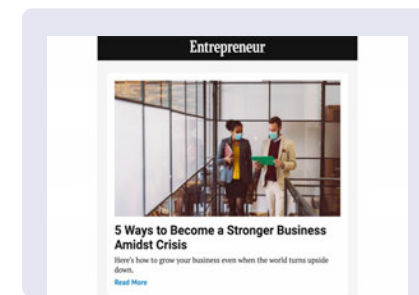 Entrepreneur
5 Ways to Become a Stronger Business
Amidst Crisis
Here's how to grow your business even when the world turns upside
down.
Read More